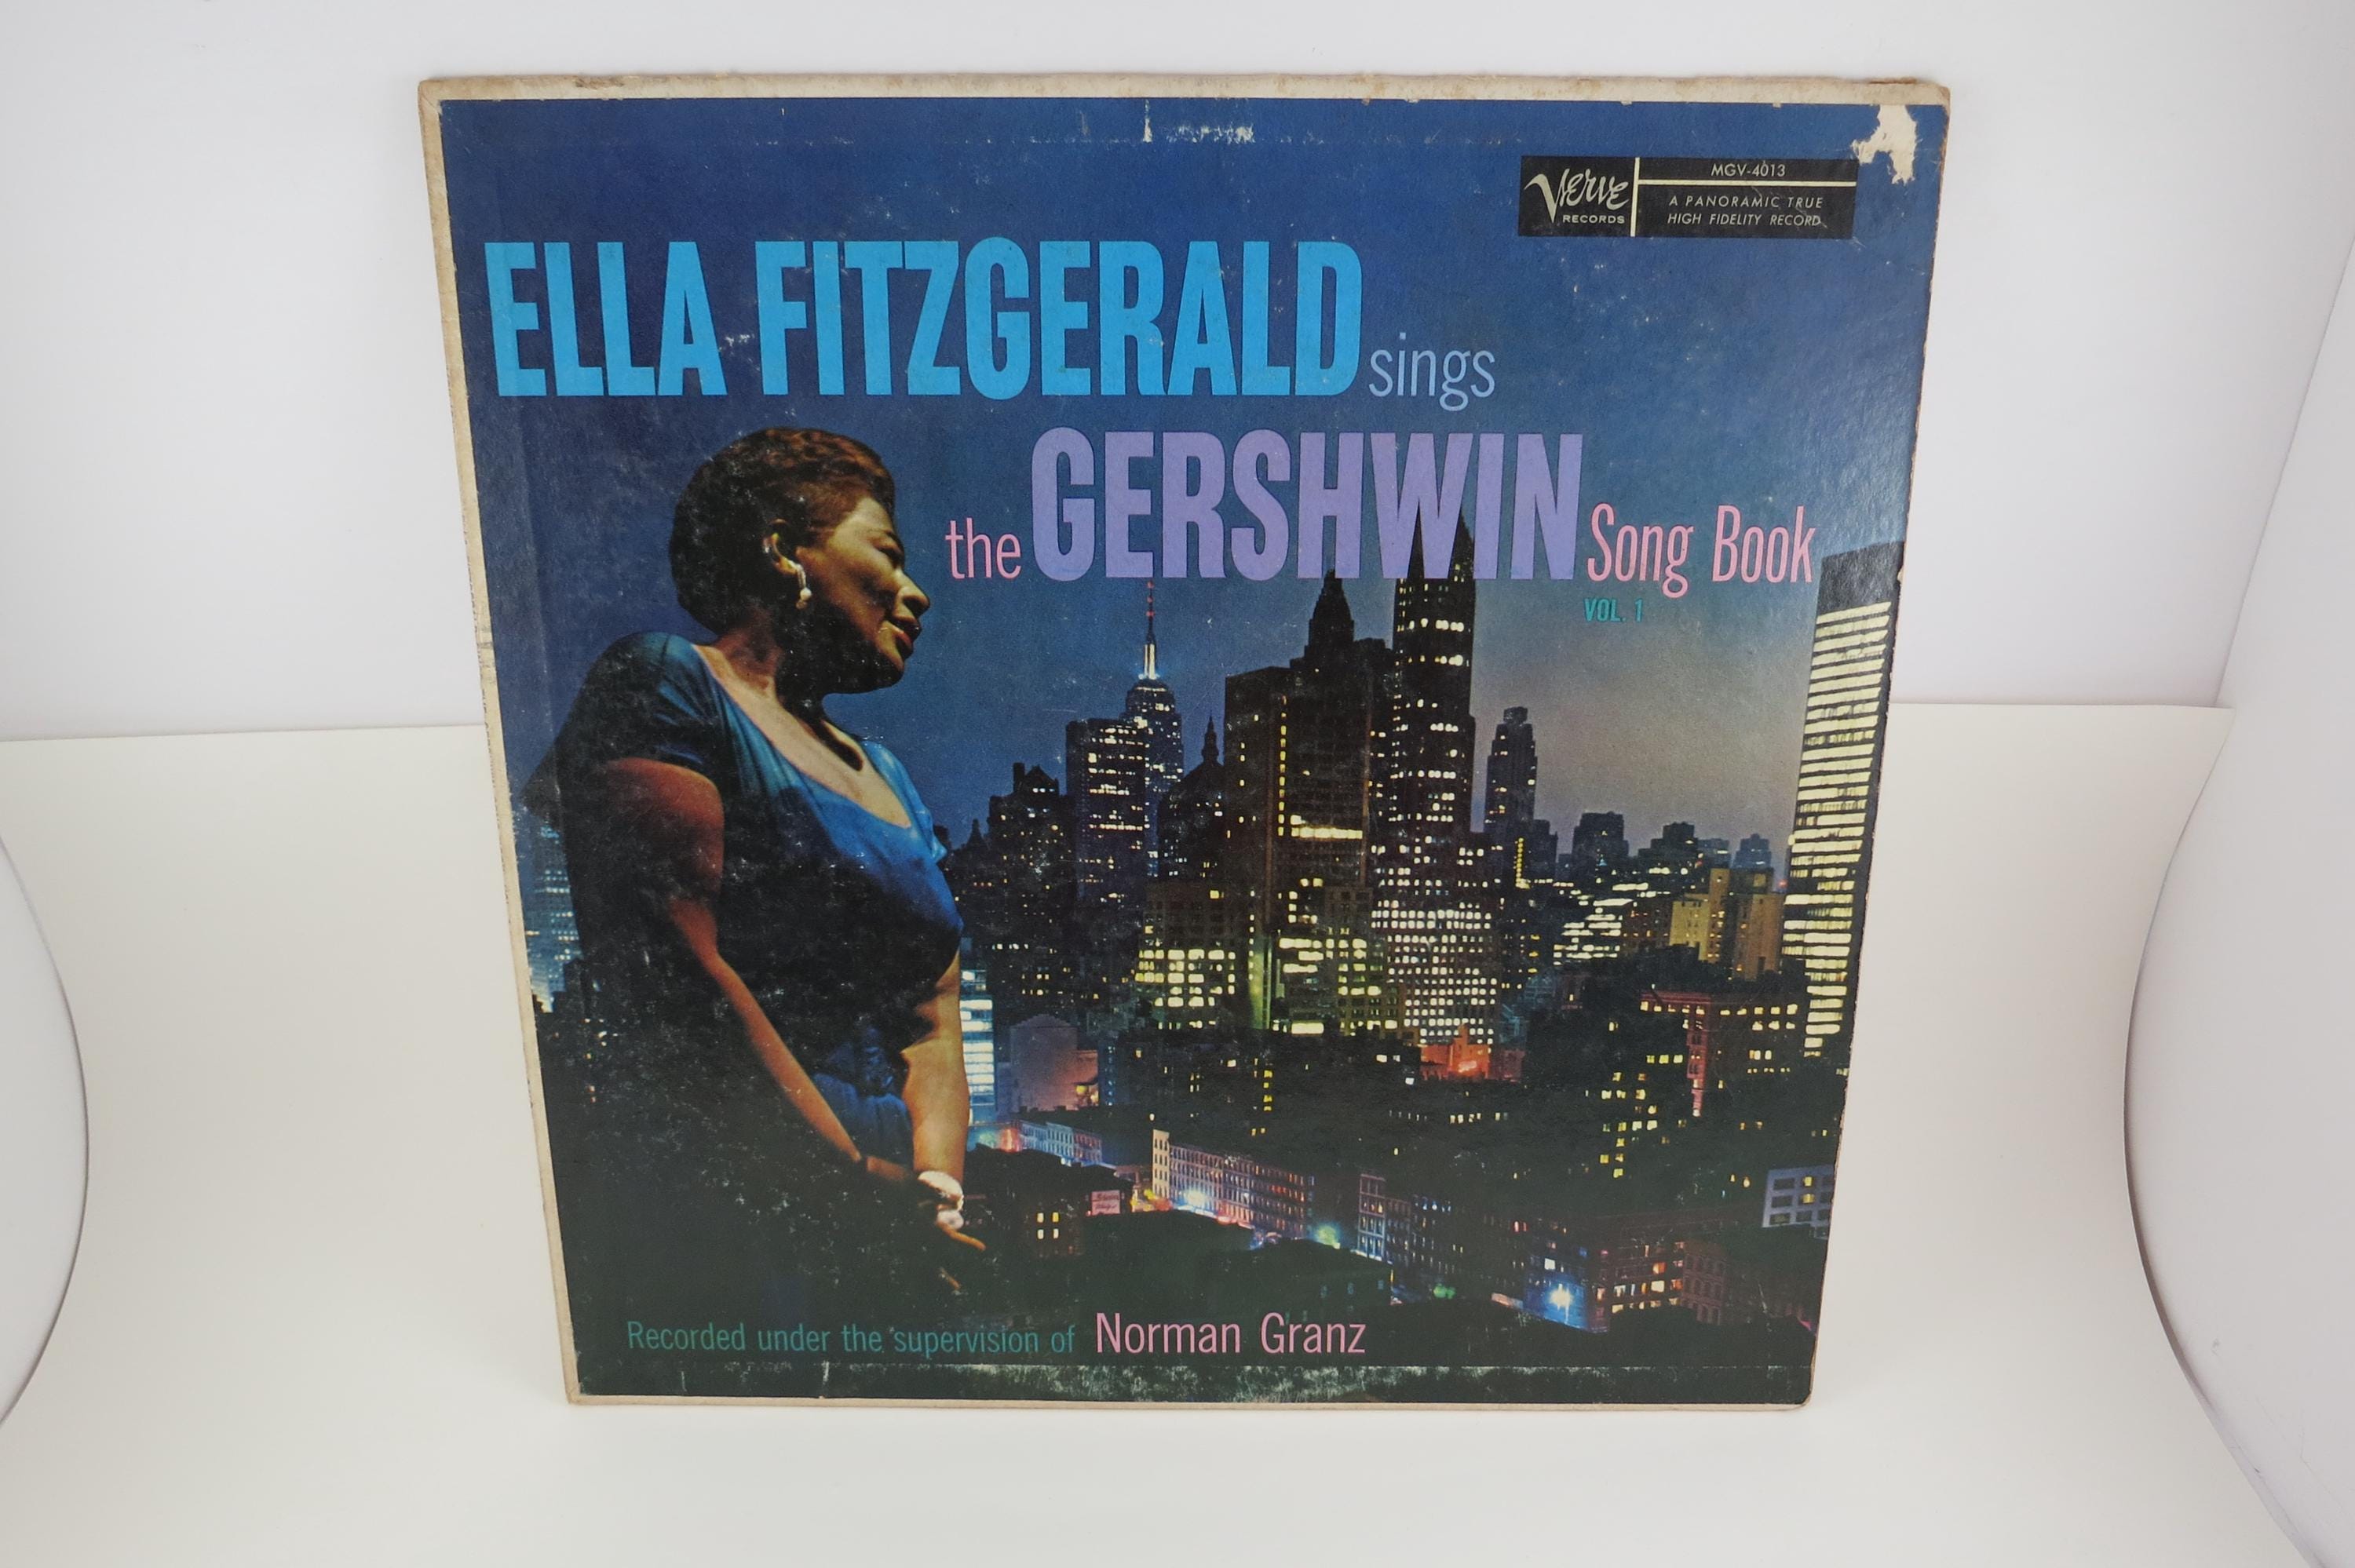 Verve RECORDS
MGV-4013
A PANORAMIC TRUE
HIGH FIDELITY RECORD
ELLA FITZGERALD sings
the GERSHWIN Song Book
VOL. 1
Recorded under the supervision of Norman Granz